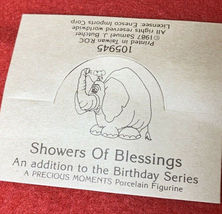 Licensee, Enesco Imports Corp
All rights reserved worldwide
©1987 Samuel J. Butcher
Printed in Taiwan ROC
105945
Showers Of Blessings
An addition to the Birthday Series
A PRECIOUS MOMENTS Porcelain Figurine